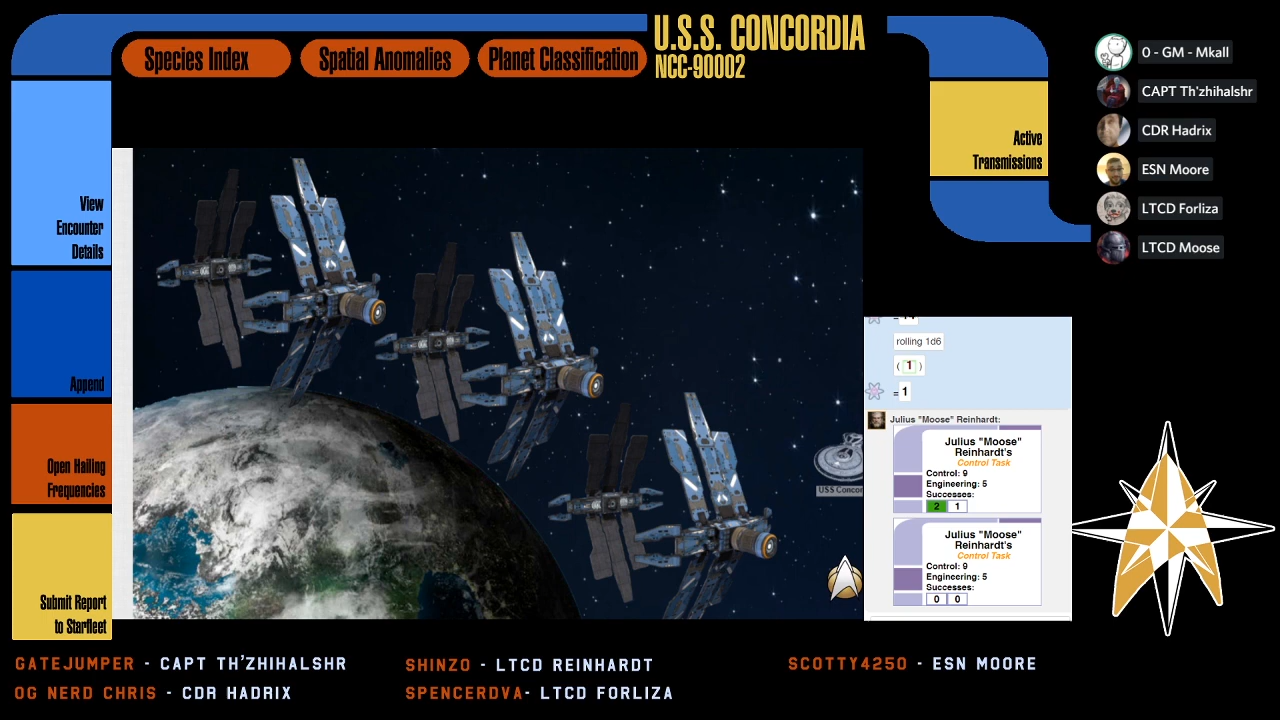 Species Index
Spatial Anomalies
Planet Classification
U.S.S. CONCORDIA
NCC-90002
View
Encounter
Details
Append
Open Hailing
Frequencies
Submit Report
to Starfleet
Active
Transmissions
0 - GM - Mkall
CAPT Th'zhihalshr
CDR Hadrix
ESN Moore
LTCD Forliza
LTCD Moose
rolling 1d6
( 1 )
= 1
Julius "Moose" Reinhardt:
Julius "Moose"
Reinhardt's
Control Task
Control: 9
Engineering: 5
Successes:
2 1
Julius "Moose"
Reinhardt's
Control Task
Control: 9
Engineering: 5
Successes:
0 0
GATEJUMPER - CAPT TH'ZHIHALSHR
OG NERD CHRIS - CDR HADRIX
SHINZO - LTCD REINHARDT
SPENCERDVA- LTCD FORLIZA
SCOTTY4250 - ESN MOORE